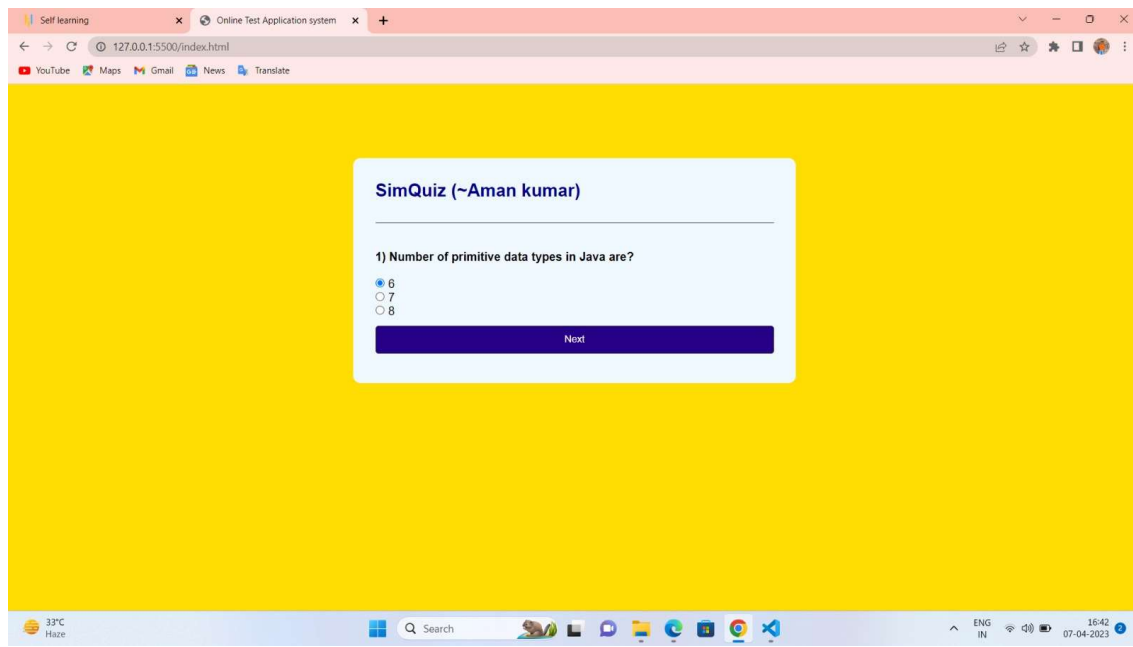 Self learning
Online Test Application system
127.0.0.1:5500/index.html
YouTube Maps Gmail News Translate
SimQuiz (~Aman kumar)
1) Number of primitive data types in Java are?
6
7
8
Next
33°C
Haze
Search
ENG
IN
16:42
07-04-2023
2